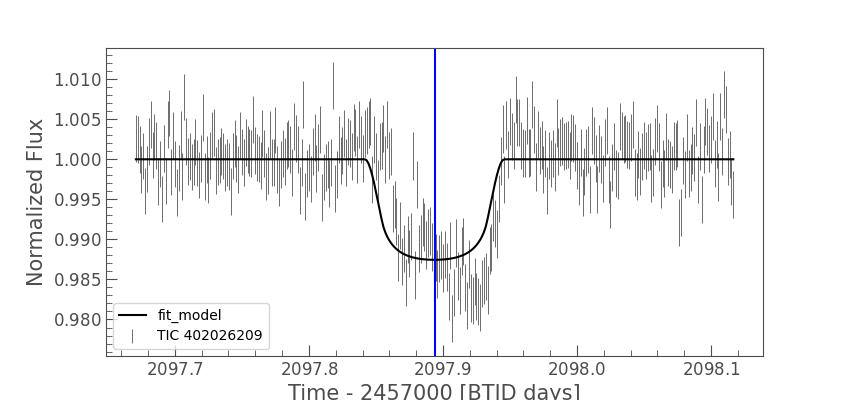 1.010
1.005
1.000
0.995
0.990
0.985
0.980
Normalized Flux
fit_model
TIC 402026209
2097.7 2097.8 2097.9 2098.0 2098.1
Time - 2457000 [BTJD days]